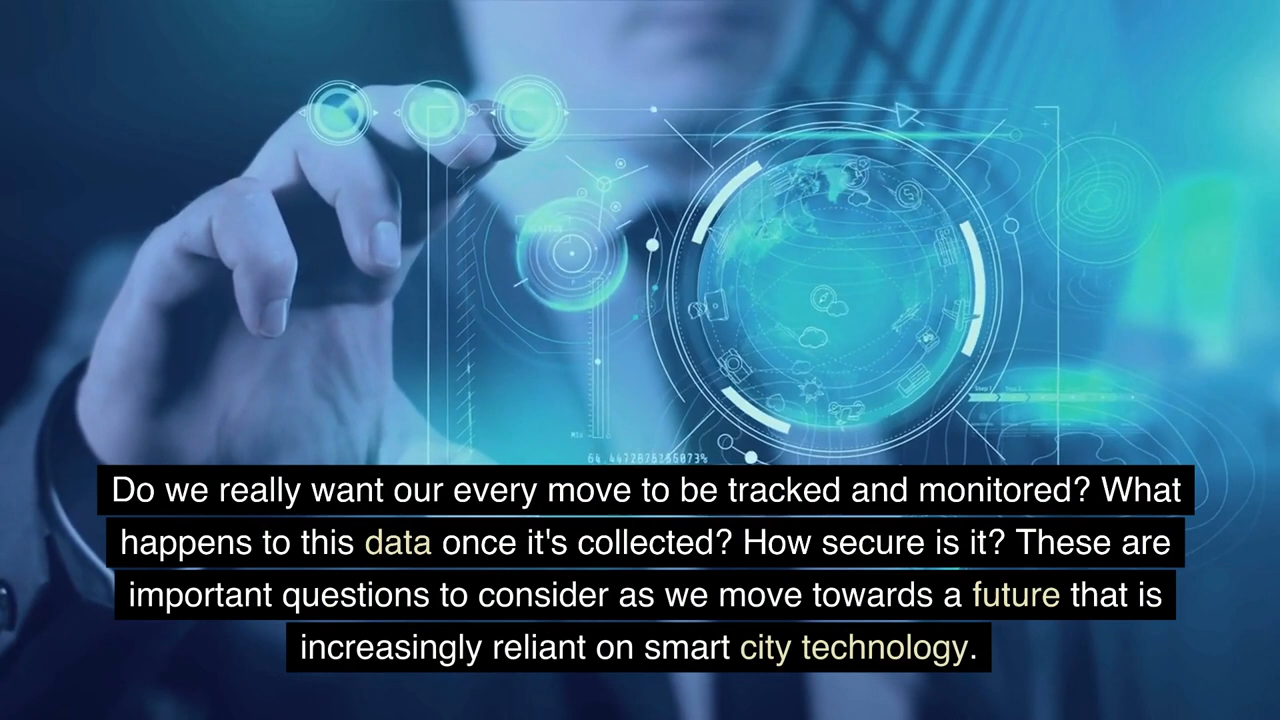 64.4472876356073%
Do we really want our every move to be tracked and monitored? What
happens to this data once it's collected? How secure is it? These are
important questions to consider as we move towards a future that is
increasingly reliant on smart city technology.